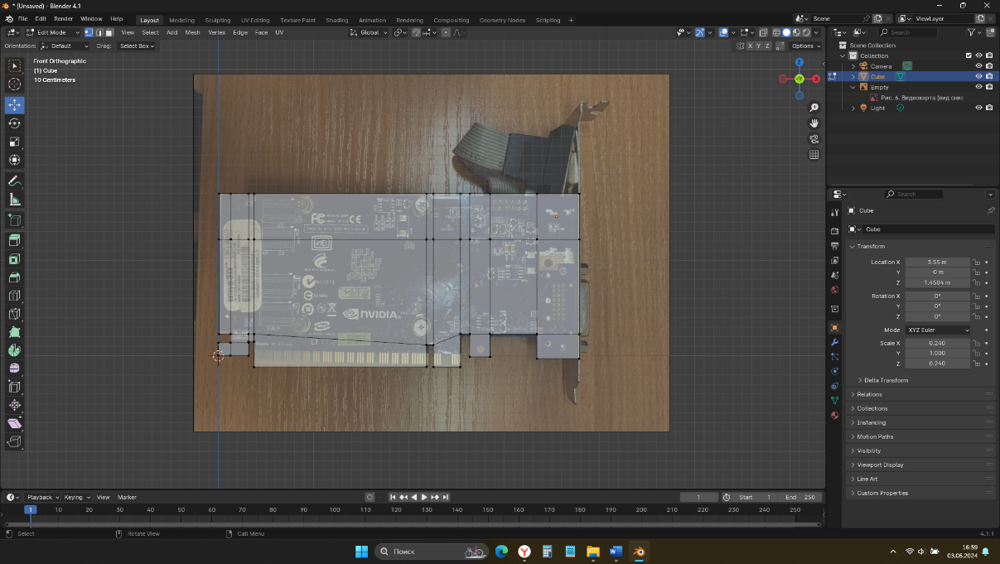 * (Unsaved) - Blender 4.1
File Edit Render Window Help
Layout Modeling Sculpting UV Editing Texture Paint Shading Animation Rendering Compositing Geometry Nodes Scripting +
Scene
ViewLayer
Edit Mode
View Select Add Mesh Vertex Edge Face UV
Global
Orientation: Default Drag: Select Box
X Y Z Options
Front Orthographic
(1) Cube
10 Centimeters
Z
Y
X
FC CE
NVIDIA
Made in China
LT
Search
Scene Collection
Collection
Camera
Cube
Empty
Рис. 6. Видеокарта (вид сниз
Light
Search
Cube
Cube
Transform
Location X 3.55 m
Y -0 m
Z 1.4584 m
Rotation X 0°
Y 0°
Z 0°
Mode XYZ Euler
Scale X 0.240
Y 1.000
Z 0.240
Delta Transform
Relations
Collections
Instancing
Motion Paths
Visibility
Viewport Display
Line Art
Custom Properties
Playback Keying View Marker
1 Start 1 End 250
1 10 20 30 40 50 60 70 80 90 100 110 120 130 140 150 160 170 180 190 200 210 220 230 240 250
Select Rotate View Call Menu
4.1.1
Поиск
16:59
03.06.2024